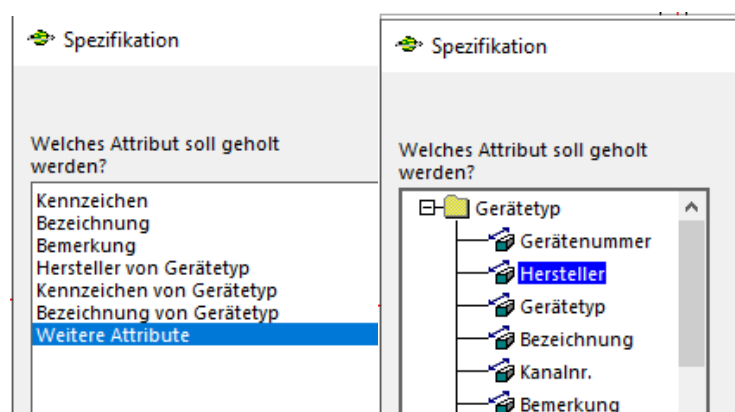 Spezifikation
Welches Attribut soll geholt
werden?
Kennzeichen
Bezeichnung
Bemerkung
Hersteller von Gerätetyp
Kennzeichen von Gerätetyp
Bezeichnung von Gerätetyp
Weitere Attribute
Spezifikation
Welches Attribut soll geholt
werden?
Gerätetyp
Gerätenummer
Hersteller
Gerätetyp
Bezeichnung
Kanalnr.
Bemerkung